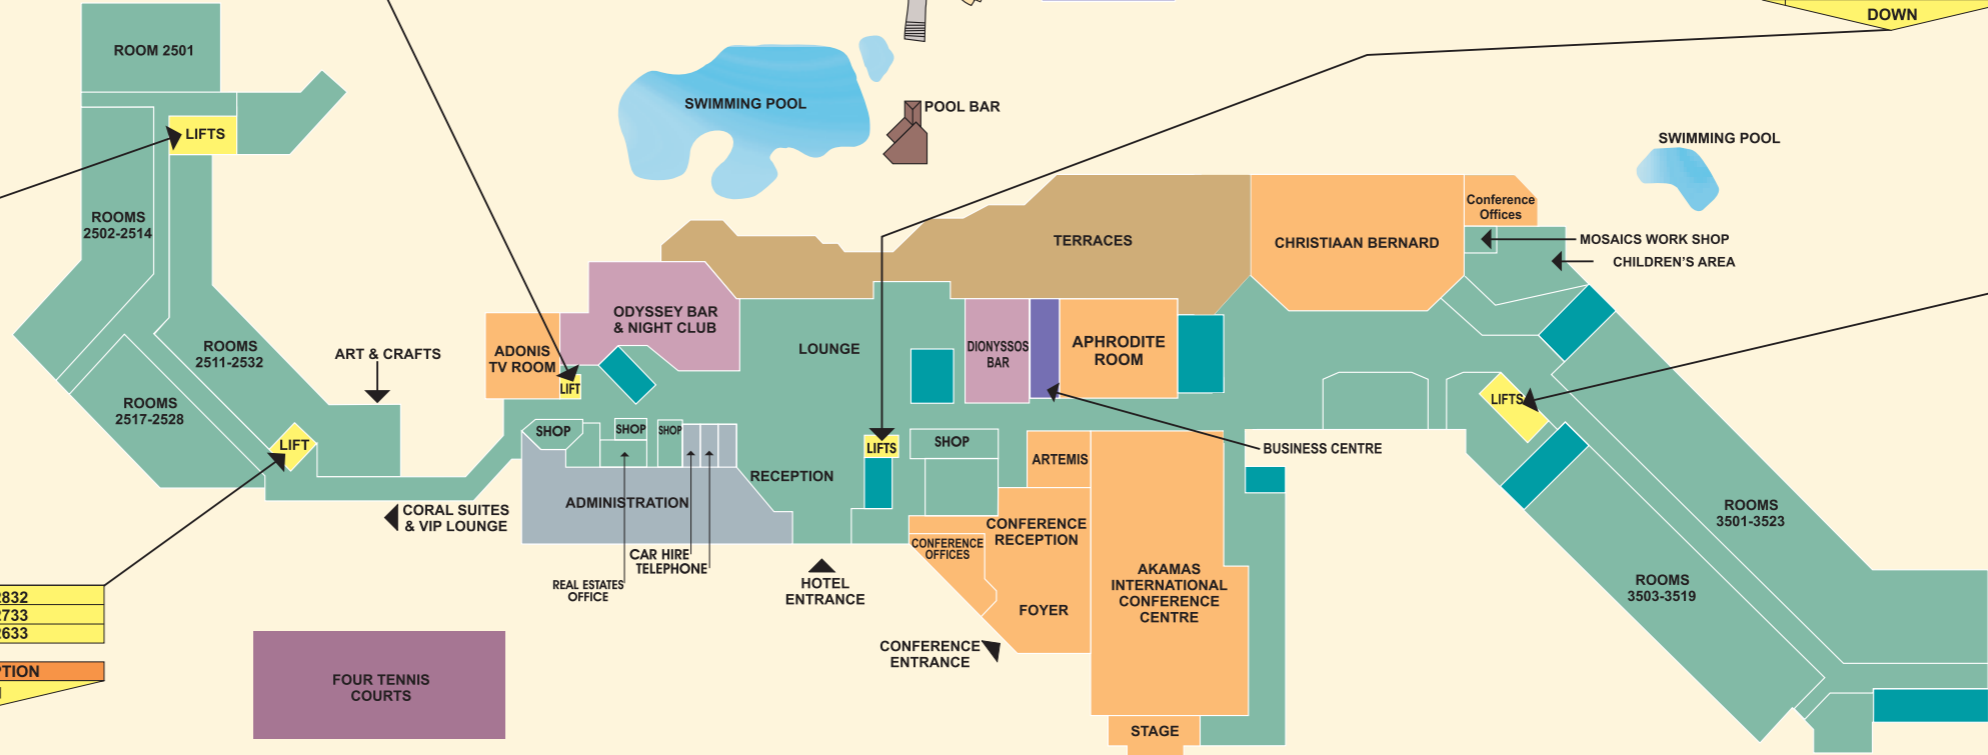 DOWN
ROOM 2501
SWIMMING POOL
POOL BAR
LIFTS
SWIMMING POOL
Conference
Offices
ROOMS
2502-2514
TERRACES
CHRISTIAAN BERNARD
MOSAICS WORK SHOP
CHILDREN'S AREA
ODYSSEY BAR
& NIGHT CLUB
ROOMS
2511-2532
ART & CRAFTS
ADONIS
TV ROOM
LIFT
LOUNGE
DIONYSSOS
BAR
APHRODITE
ROOM
ROOMS
2517-2528
LIFTS
LIFT
SHOP
SHOP
SHOP
LIFTS
SHOP
BUSINESS CENTRE
ARTEMIS
RECEPTION
ADMINISTRATION
CORAL SUITES
& VIP LOUNGE
CONFERENCE
RECEPTION
CONFERENCE
OFFICES
ROOMS
3501-3523
CAR HIRE
TELEPHONE
REAL ESTATES
OFFICE
HOTEL
ENTRANCE
AKAMAS
INTERNATIONAL
CONFERENCE
CENTRE
ROOMS
3503-3519
FOYER
2832
2733
2633
CONFERENCE
ENTRANCE
PTION
FOUR TENNIS
COURTS
STAGE